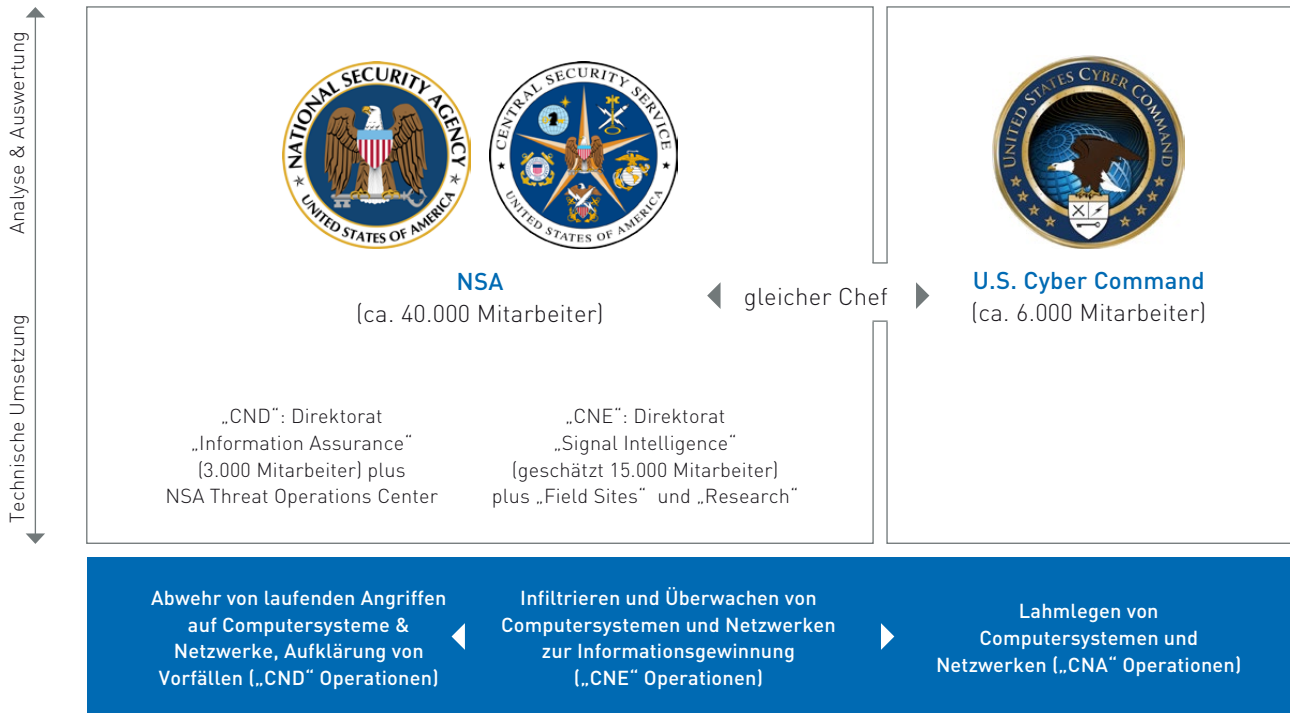 Analyse & Auswertung
Technische Umsetzung
NATIONAL SECURITY AGENCY
UNITED STATES OF AMERICA
CENTRAL SECURITY SERVICE
UNITED STATES OF AMERICA
UNITED STATES CYBER COMMAND
NSA
(ca. 40.000 Mitarbeiter)
gleicher Chef
U.S. Cyber Command
(ca. 6.000 Mitarbeiter)
„CND“: Direktorat
„Information Assurance“
(3.000 Mitarbeiter) plus
NSA Threat Operations Center
„CNE“: Direktorat
„Signal Intelligence“
(geschätzt 15.000 Mitarbeiter)
plus „Field Sites“ und „Research“
Abwehr von laufenden Angriffen
auf Computersysteme &
Netzwerke, Aufklärung von
Vorfällen („CND“ Operationen)
Infiltrieren und Überwachen von
Computersystemen und Netzwerken
zur Informationsgewinnung
(„CNE“ Operationen)
Lahmlegen von
Computersystemen und
Netzwerken („CNA“ Operationen)